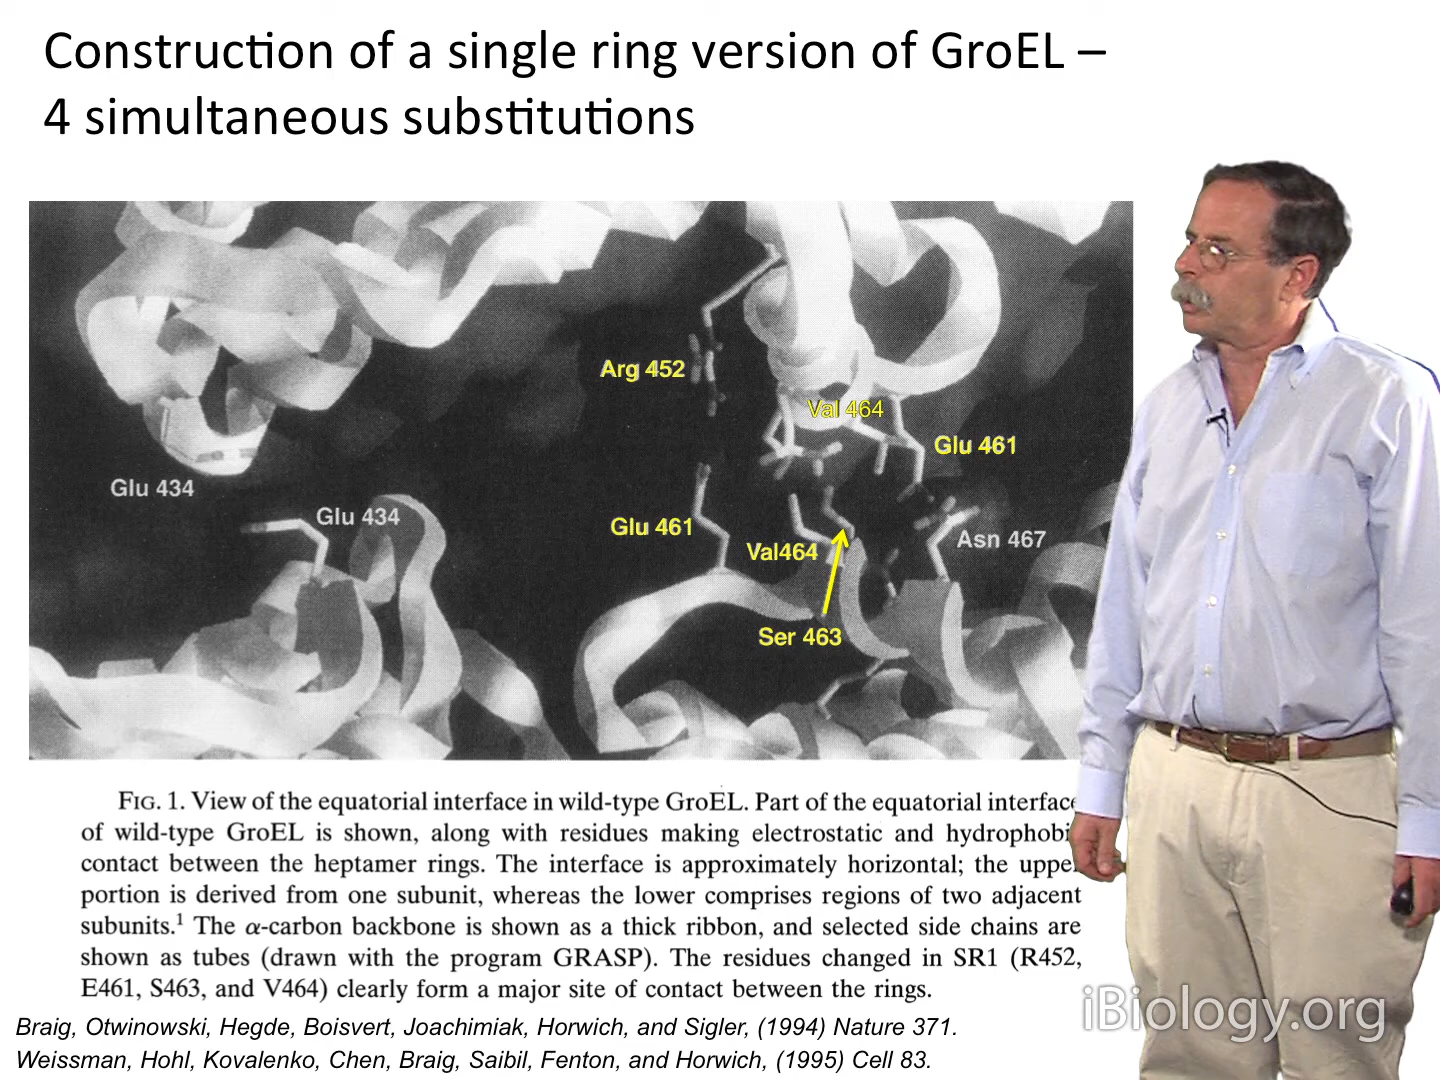 Construction of a single ring version of GroEL –
4 simultaneous substitutions
Arg 452
Val 464
Glu 461
Glu 434
Glu 434
Glu 461
Val464
Asn 467
Ser 463
FIG. 1. View of the equatorial interface in wild-type GroEL. Part of the equatorial interfac
of wild-type GroEL is shown, along with residues making electrostatic and hydrophobi
contact between the heptamer rings. The interface is approximately horizontal; the uppe
portion is derived from one subunit, whereas the lower comprises regions of two adjacent
subunits.¹ The α-carbon backbone is shown as a thick ribbon, and selected side chains are
shown as tubes (drawn with the program GRASP). The residues changed in SR1 (R452,
E461, S463, and V464) clearly form a major site of contact between the rings.
Braig, Otwinowski, Hegde, Boisvert, Joachimiak, Horwich, and Sigler, (1994) Nature 371.
Weissman, Hohl, Kovalenko, Chen, Braig, Saibil, Fenton, and Horwich, (1995) Cell 83.
iBiology.org